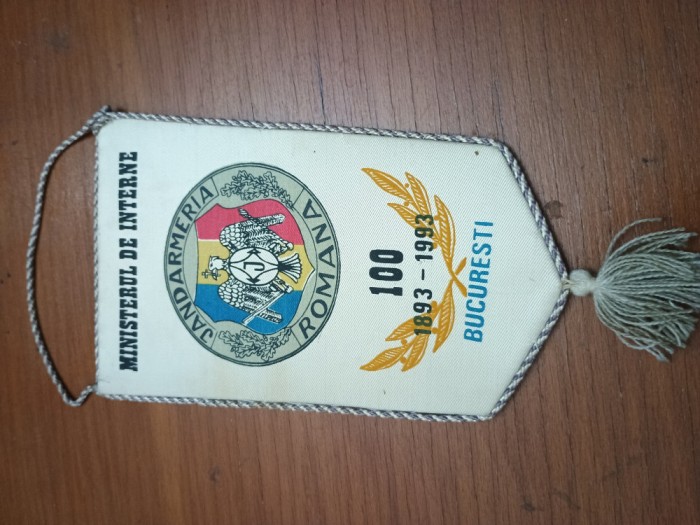 MINISTERUL DE INTERNE
JANDARMERIA
ROMANA
100
1893-1993
BUCURESTI